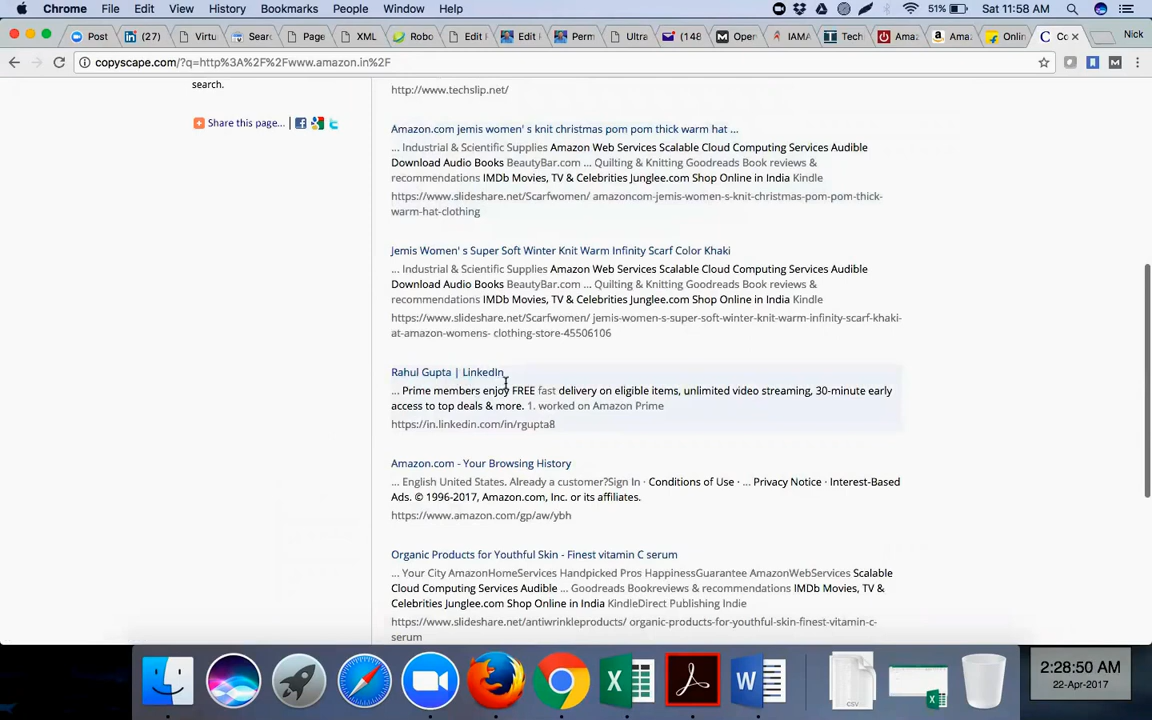 Chrome File Edit View History Bookmarks People Window Help 51% Sat 11:58 AM
Post (27) Virtu Searc Page XML Robo Edit I Edit Perm Ultra (148 Open IAMA Tech Amaz Amaz Onlin Co × Nick
copyscape.com/?q=http%3A%2F%2Fwww.amazon.in%2F
search.
Share this page... |
http://www.techslip.net/
Amazon.com jemis women' s knit christmas pom pom thick warm hat ...
... Industrial & Scientific Supplies Amazon Web Services Scalable Cloud Computing Services Audible
Download Audio Books BeautyBar.com ... Quilting & Knitting Goodreads Book reviews &
recommendations IMDb Movies, TV & Celebrities Junglee.com Shop Online in India Kindle
https://www.slideshare.net/Scarfwomen/ amazoncom-jemis-women-s-knit-christmas-pom-pom-thick-
warm-hat-clothing
Jemis Women' s Super Soft Winter Knit Warm Infinity Scarf Color Khaki
... Industrial & Scientific Supplies Amazon Web Services Scalable Cloud Computing Services Audible
Download Audio Books BeautyBar.com ... Quilting & Knitting Goodreads Book reviews &
recommendations IMDb Movies, TV & Celebrities Junglee.com Shop Online in India Kindle
https://www.slideshare.net/Scarfwomen/ jemis-women-s-super-soft-winter-knit-warm-infinity-scarf-khaki-
at-amazon-womens- clothing-store-45506106
Rahul Gupta | LinkedIn
... Prime members enjoy FREE fast delivery on eligible items, unlimited video streaming, 30-minute early
access to top deals & more. 1. worked on Amazon Prime
https://in.linkedin.com/in/rgupta8
Amazon.com - Your Browsing History
... English United States. Already a customer?Sign In · Conditions of Use · ... Privacy Notice · Interest-Based
Ads. © 1996-2017, Amazon.com, Inc. or its affiliates.
https://www.amazon.com/gp/aw/ybh
Organic Products for Youthful Skin - Finest vitamin C serum
... Your City AmazonHomeServices Handpicked Pros HappinessGuarantee AmazonWebServices Scalable
Cloud Computing Services Audible ... Goodreads Bookreviews & recommendations IMDb Movies, TV &
Celebrities Junglee.com Shop Online in India KindleDirect Publishing Indie
https://www.slideshare.net/antiwrinkleproducts/ organic-products-for-youthful-skin-finest-vitamin-c-
serum
CSV
2:28:50 AM
22-Apr-2017